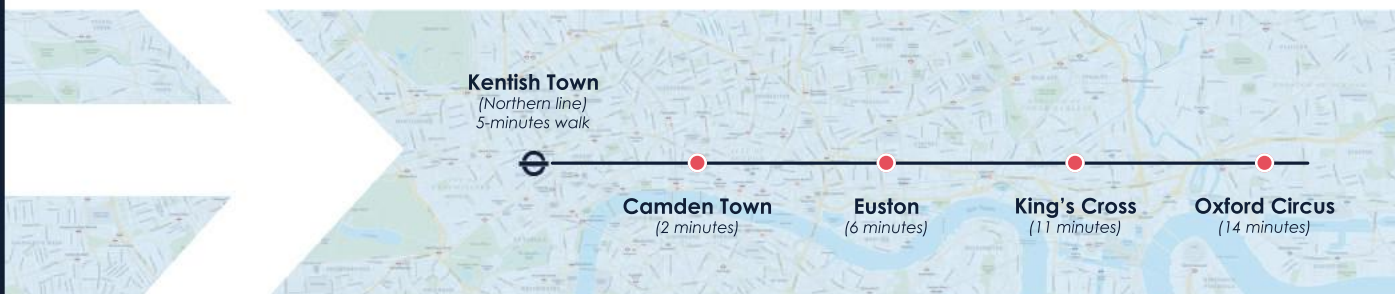 Kentish Town
(Northern line)
5-minutes walk
Camden Town
(2 minutes)
Euston
(6 minutes)
King's Cross
(11 minutes)
Oxford Circus
(14 minutes)